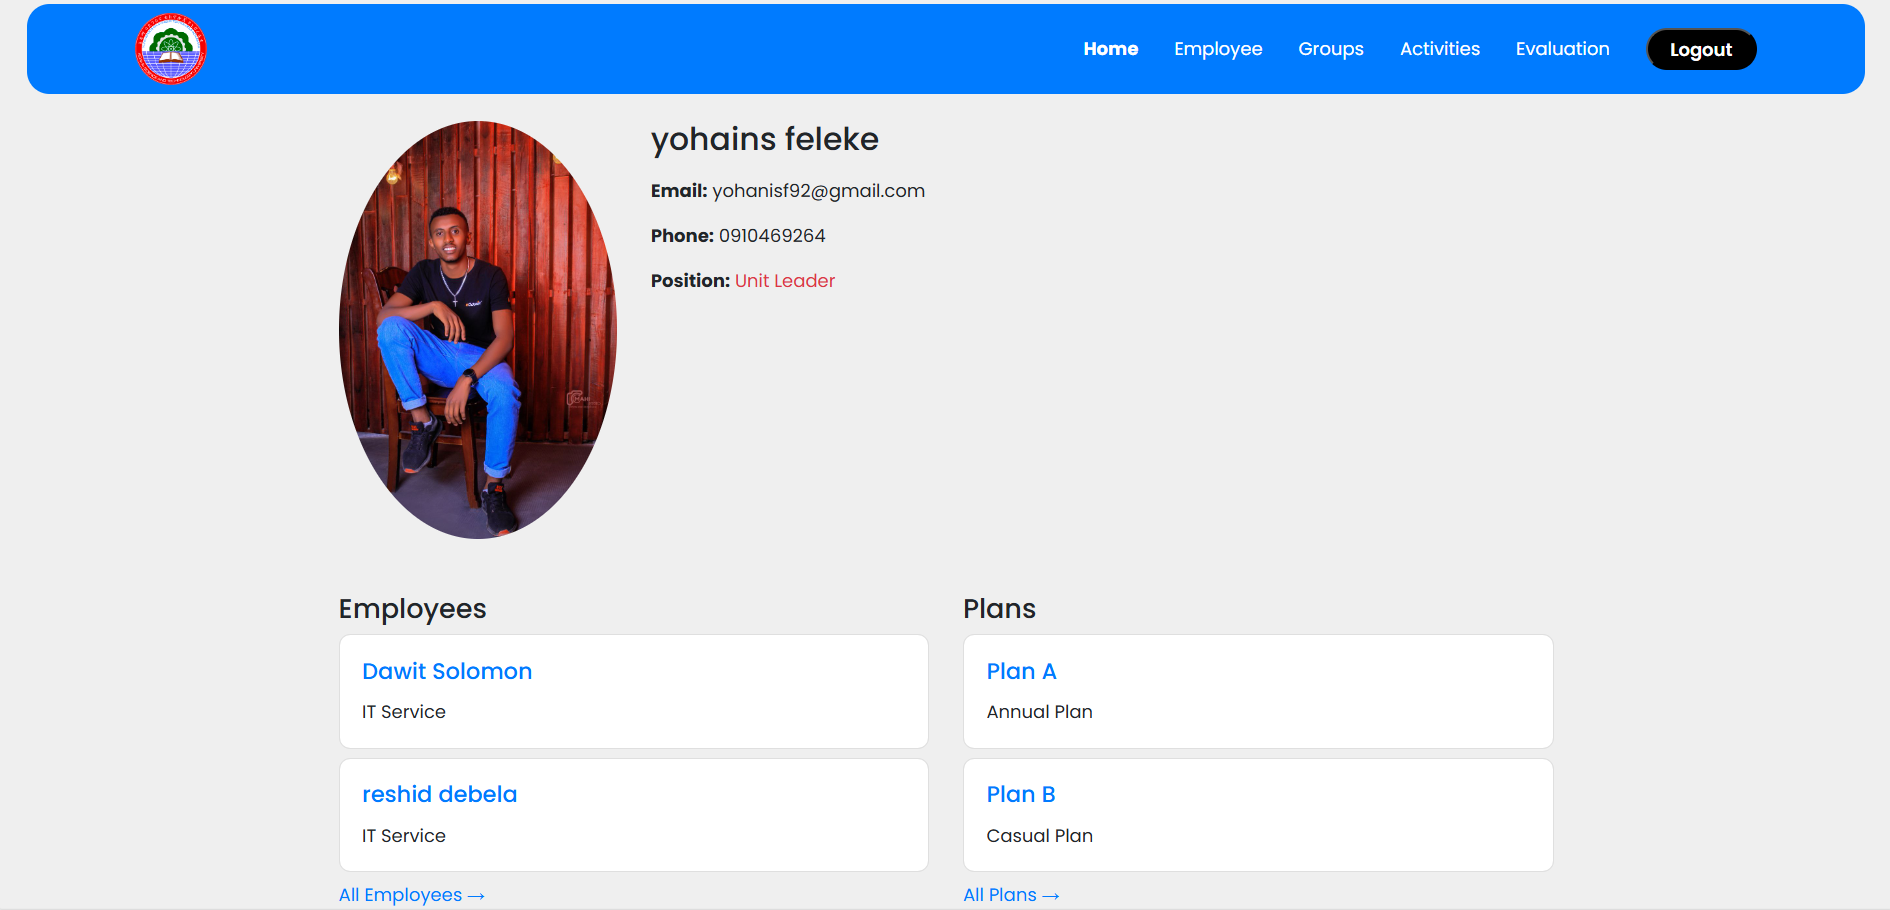 Home Employee Groups Activities Evaluation Logout
yohains feleke
Email: yohanisf92@gmail.com
Phone: 0910469264
Position: Unit Leader
Employees
Dawit Solomon
IT Service
reshid debela
IT Service
All Employees →
Plans
Plan A
Annual Plan
Plan B
Casual Plan
All Plans →